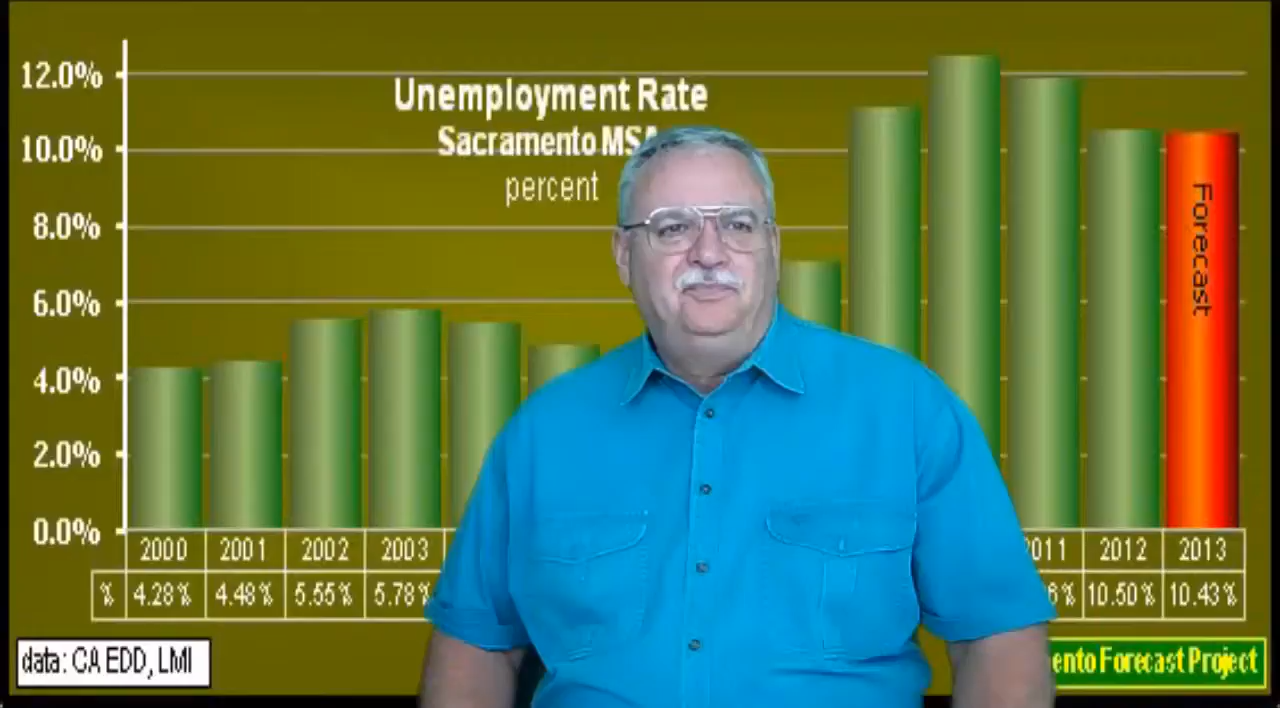 Unemployment Rate
Sacramento MSA
percent
12.0%
10.0%
8.0%
6.0%
4.0%
2.0%
0.0%
Forecast
2000 2001 2002 2003 2012 2013
% 4.28% 4.48% 5.55% 5.78% 10.50% 10.43%
data: CA EDD, LMI
Forecast Project